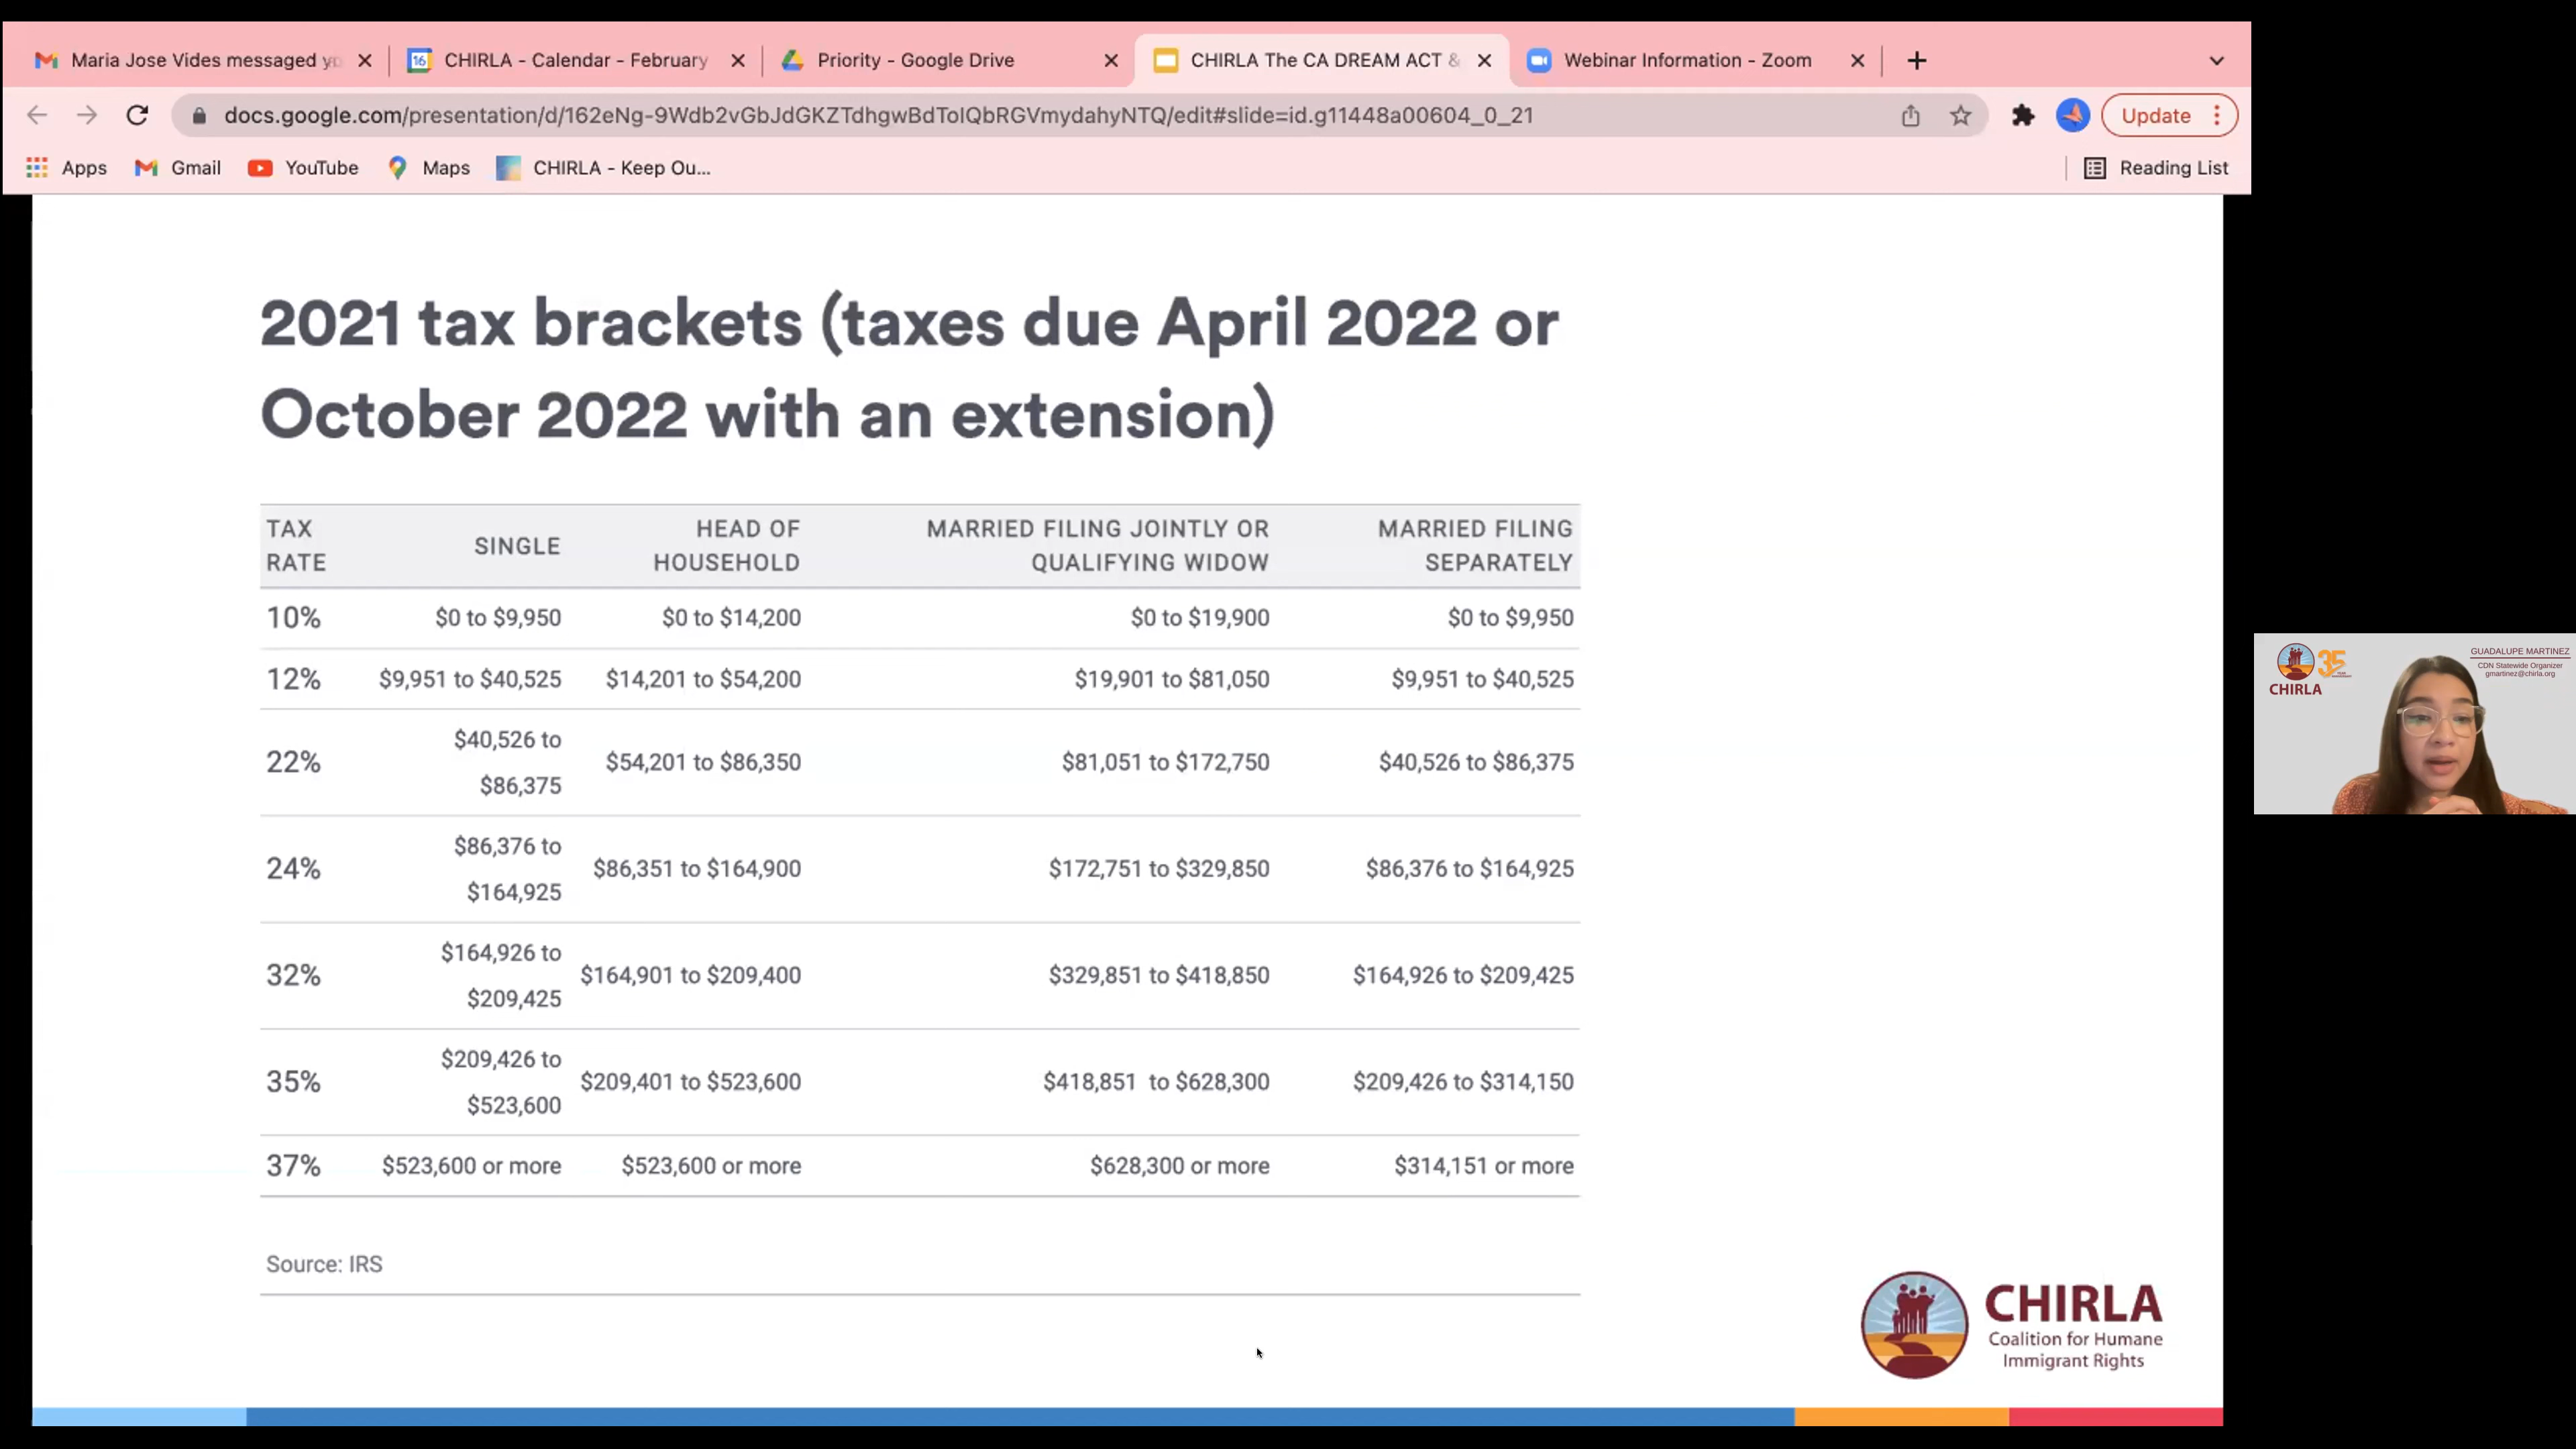 Maria Jose Vides messaged yo
CHIRLA - Calendar - February
Priority - Google Drive
CHIRLA The CA DREAM ACT &
Webinar Information - Zoom
docs.google.com/presentation/d/162eNg-9Wdb2vGbJdGKZTdhgwBdToIQbRGVmydahyNTQ/edit#slide=id.g11448a00604_0_21
Update
Apps
Gmail
YouTube
Maps
CHIRLA - Keep Ou...
Reading List
2021 tax brackets (taxes due April 2022 or
October 2022 with an extension)
TAX RATE SINGLE HEAD OF HOUSEHOLD MARRIED FILING JOINTLY OR QUALIFYING WIDOW MARRIED FILING SEPARATELY
10% $0 to $9,950 $0 to $14,200 $0 to $19,900 $0 to $9,950
12% $9,951 to $40,525 $14,201 to $54,200 $19,901 to $81,050 $9,951 to $40,525
22% $40,526 to $86,375 $54,201 to $86,350 $81,051 to $172,750 $40,526 to $86,375
24% $86,376 to $164,925 $86,351 to $164,900 $172,751 to $329,850 $86,376 to $164,925
32% $164,926 to $209,425 $164,901 to $209,400 $329,851 to $418,850 $164,926 to $209,425
35% $209,426 to $523,600 $209,401 to $523,600 $418,851 to $628,300 $209,426 to $314,150
37% $523,600 or more $523,600 or more $628,300 or more $314,151 or more
Source: IRS
CHIRLA
Coalition for Humane
Immigrant Rights
35
CHIRLA
GUADALUPE MARTINEZ
CDN Statewide Organizer
gmartinez@chirla.org